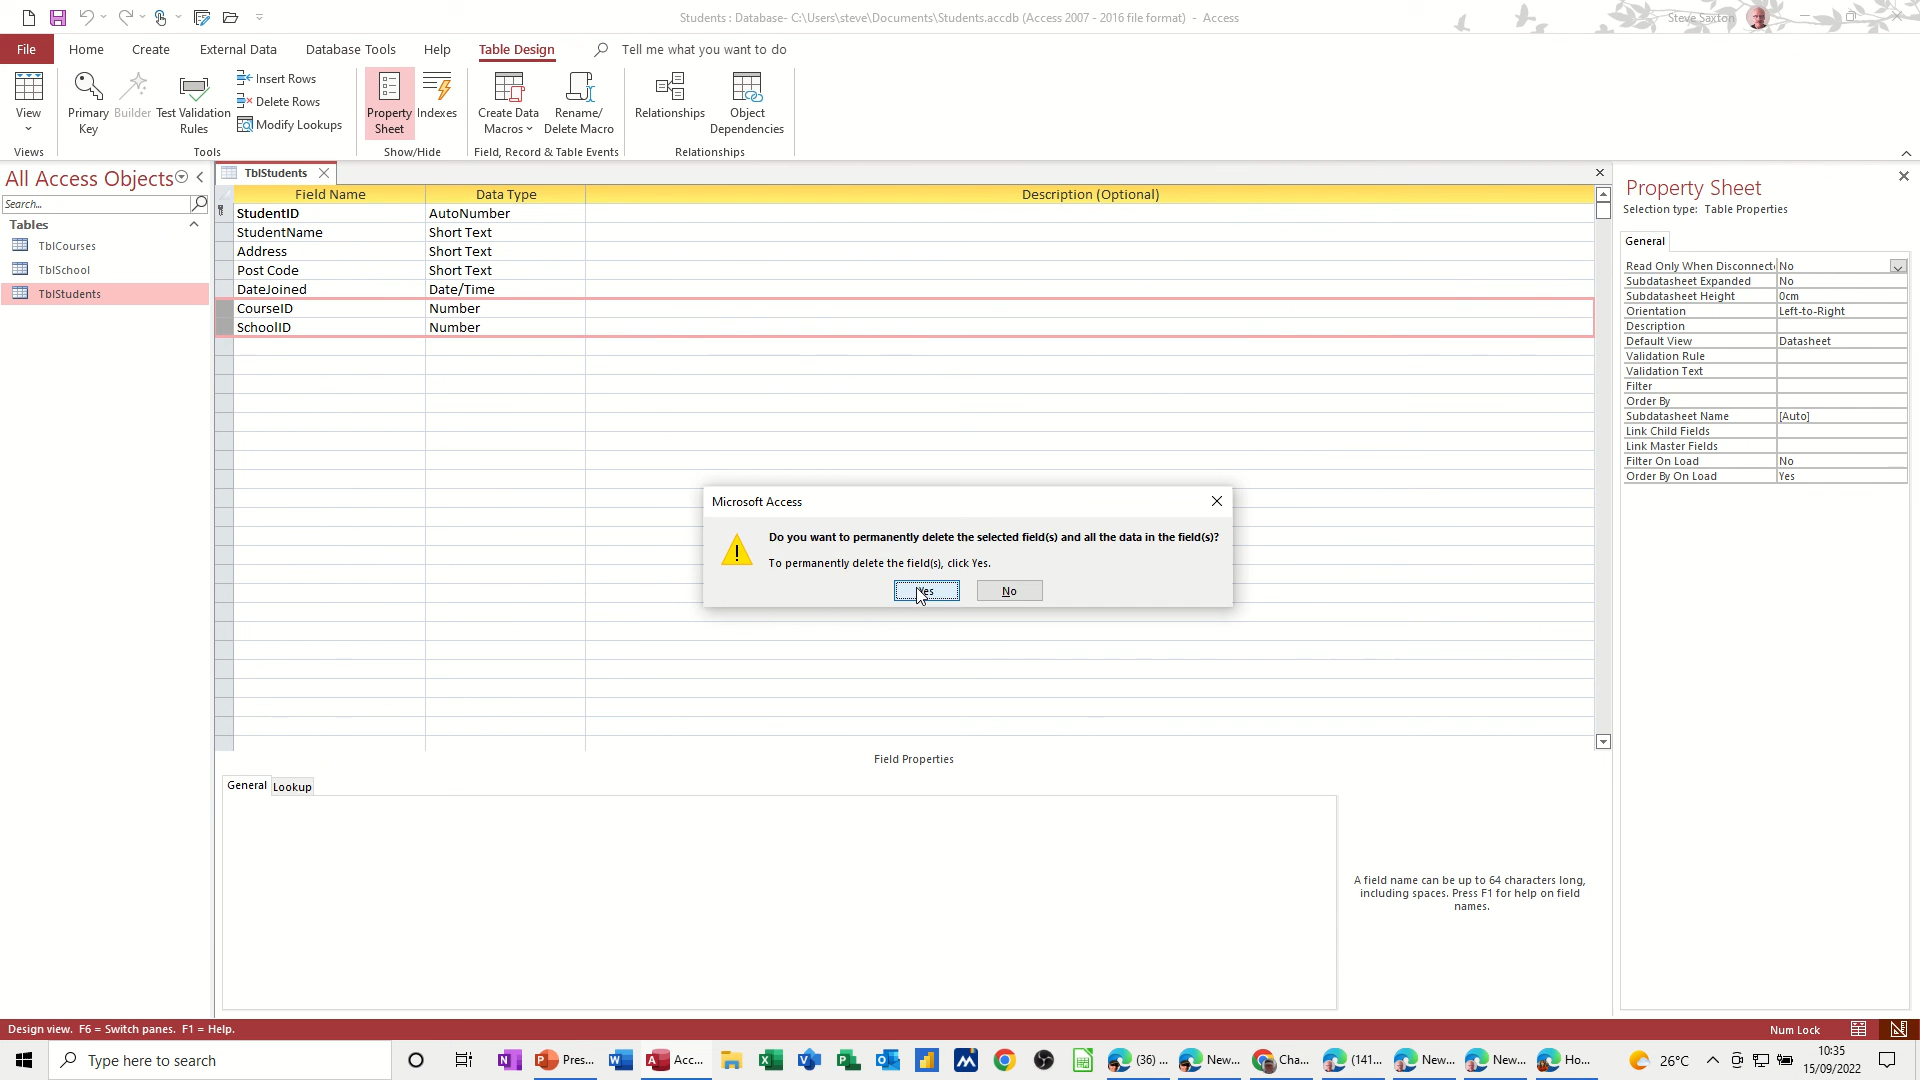 Students : Database- C:\Users\steve\Documents\Students.accdb (Access 2007 - 2016 file format) - Access
Steve Saxton
File
Home
Create
External Data
Database Tools
Help
Table Design
Tell me what you want to do
View
Primary Key
Builder
Test Validation Rules
Insert Rows
Delete Rows
Modify Lookups
Property Sheet
Indexes
Create Data Macros
Rename/ Delete Macro
Relationships
Object Dependencies
Views
Tools
Show/Hide
Field, Record & Table Events
Relationships
All Access Objects
Search...
Tables
TblCourses
TblSchool
TblStudents
TblStudents
Field Name Data Type Description (Optional)
StudentID AutoNumber
StudentName Short Text
Address Short Text
Post Code Short Text
DateJoined Date/Time
CourseID Number
SchoolID Number
Microsoft Access
Do you want to permanently delete the selected field(s) and all the data in the field(s)?
To permanently delete the field(s), click Yes.
Yes
No
Field Properties
General
Lookup
A field name can be up to 64 characters long,
including spaces. Press F1 for help on field
names.
Property Sheet
Selection type: Table Properties
General
Read Only When Disconnect No
Subdatasheet Expanded No
Subdatasheet Height 0cm
Orientation Left-to-Right
Description
Default View Datasheet
Validation Rule
Validation Text
Filter
Order By
Subdatasheet Name [Auto]
Link Child Fields
Link Master Fields
Filter On Load No
Order By On Load Yes
Design view. F6 = Switch panes. F1 = Help.
Num Lock
Type here to search
Pres...
Acc...
(36) ...
New...
Cha...
(141...
New...
New...
Ho...
26°C
10:35
15/09/2022